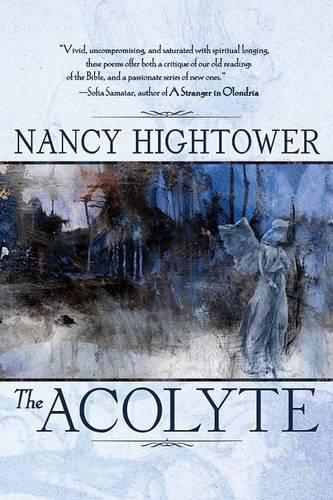 "Vivid, uncompromising, and saturated with spiritual longing,
these poems offer both a critique of our old readings
of the Bible, and a passionate series of new ones."
—Sofia Samatar, author of A Stranger in Olondria
NANCY HIGHTOWER
The ACOLYTE